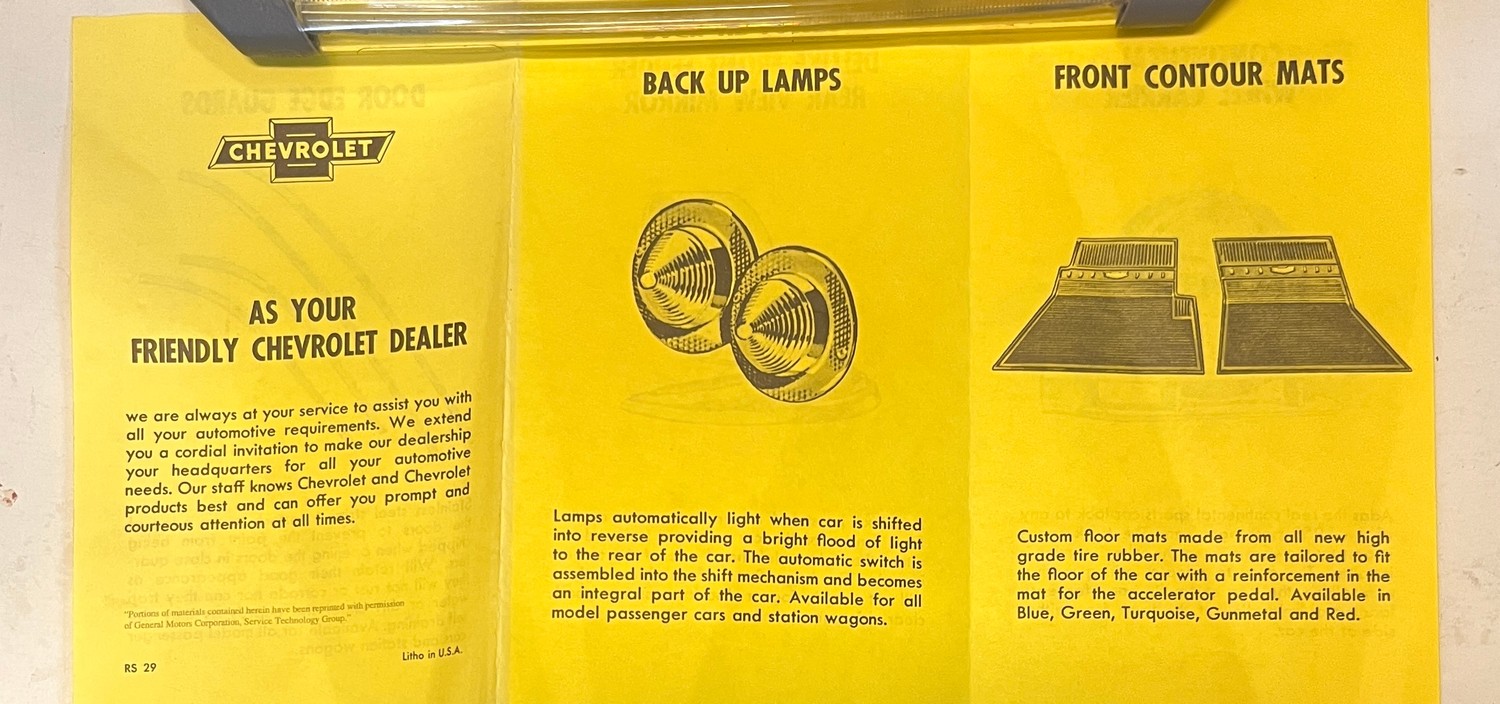 CHEVROLET
AS YOUR
FRIENDLY CHEVROLET DEALER
we are always at your service to assist you with
all your automotive requirements. We extend
you a cordial invitation to make our dealership
your headquarters for all your automotive
needs. Our staff knows Chevrolet and Chevrolet
products best and can offer you prompt and
courteous attention at all times.
"Portions of materials contained herein have been reprinted with permission
of General Motors Corporation, Service Technology Group."
Litho in U.S.A.
RS 29
BACK UP LAMPS
Lamps automatically light when car is shifted
into reverse providing a bright flood of light
to the rear of the car. The automatic switch is
assembled into the shift mechanism and becomes
an integral part of the car. Available for all
model passenger cars and station wagons.
FRONT CONTOUR MATS
Custom floor mats made from all new high
grade tire rubber. The mats are tailored to fit
the floor of the car with a reinforcement in the
mat for the accelerator pedal. Available in
Blue, Green, Turquoise, Gunmetal and Red.